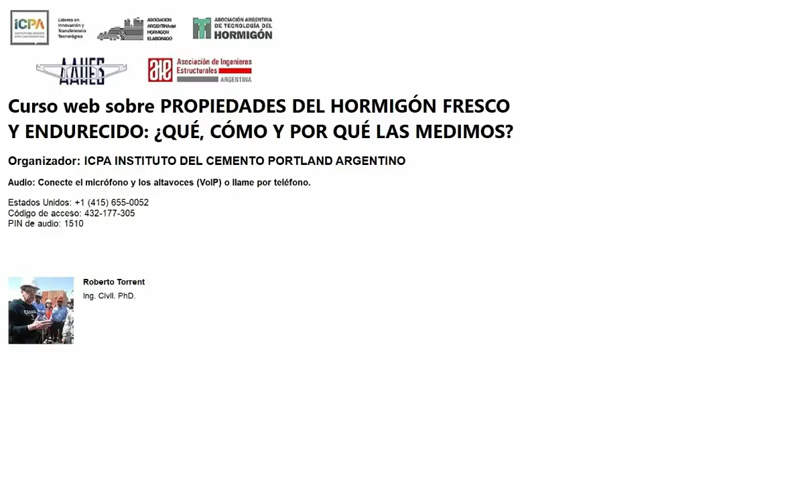 iCPA
Líderes en
Innovación y
Transferencia
Tecnológica
ASOCIACION
ARGENTINA del
HORMIGON
ELABORADO
ASOCIACIÓN ARGENTINA
DE TECNOLOGÍA DEL
HORMIGÓN
AAHES
aie
Asociación de Ingenieros
Estructurales
ARGENTINA
Curso web sobre PROPIEDADES DEL HORMIGÓN FRESCO
Y ENDURECIDO: ¿QUÉ, CÓMO Y POR QUÉ LAS MEDIMOS?
Organizador: ICPA INSTITUTO DEL CEMENTO PORTLAND ARGENTINO
Audio: Conecte el micrófono y los altavoces (VoIP) o llame por teléfono.
Estados Unidos: +1 (415) 655-0052
Código de acceso: 432-177-305
PIN de audio: 1510
Roberto Torrent
Ing. Civil. PhD.